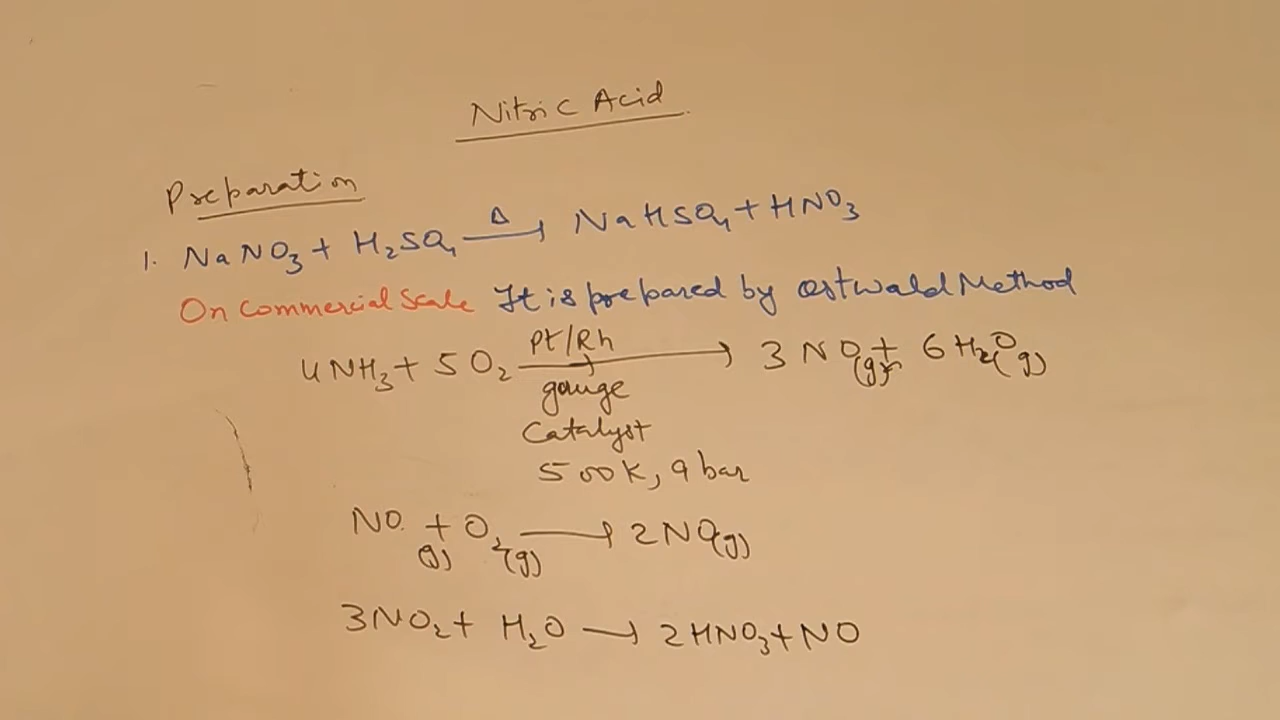 Nitric Acid
Preparation
1. NaNO₃ + H₂SO₄ —Δ→ NaHSO₄ + HNO₃
On Commercial Scale It is prepared by ostwald Method
4NH₃ + 5O₂ —Pt/Rh→ 3NO(g) + 6H₂O(g)
gauge
Catalyst
500K, 9 bar
NO(g) + O₂(g) → 2NO(g)
3NO₂ + H₂O → 2HNO₃ + NO